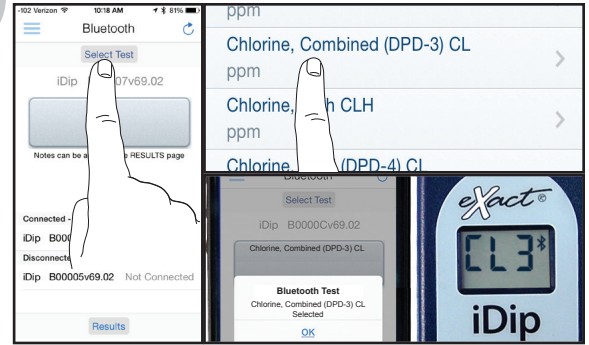 -102 Verizon 10:18 AM 81%
Bluetooth
Select Test
iDip 07v69.02
Notes can be a RESULTS page
Connected -
iDip B000
Disconnecte
iDip B00005v69.02 Not Connected
Results
ppm
Chlorine, Combined (DPD-3) CL
ppm
Chlorine, h CLH
ppm
Chlorine, (DPD-4) CL
Bluetooth
Select Test
iDip B0000Cv69.02
Chlorine, Combined (DPD-3) CL
Bluetooth Test
Chlorine, Combined (DPD-3) CL
Selected
OK
eXact®
CL3
iDip